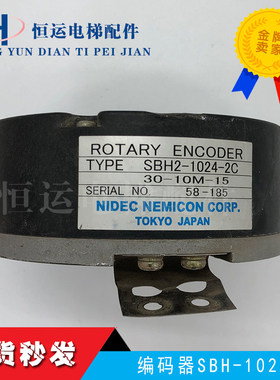 恒运电梯配件
YUN DIAN TI PEI JIAN
金牌
卖家
ROTARY ENCODER
TYPE SBH2-1024-2C
30-10M-15
SERIAL NO. 58-185
NIDEC NEMICON CORP.
TOKYO JAPAN
恒运
货秒发
编码器SBH-102